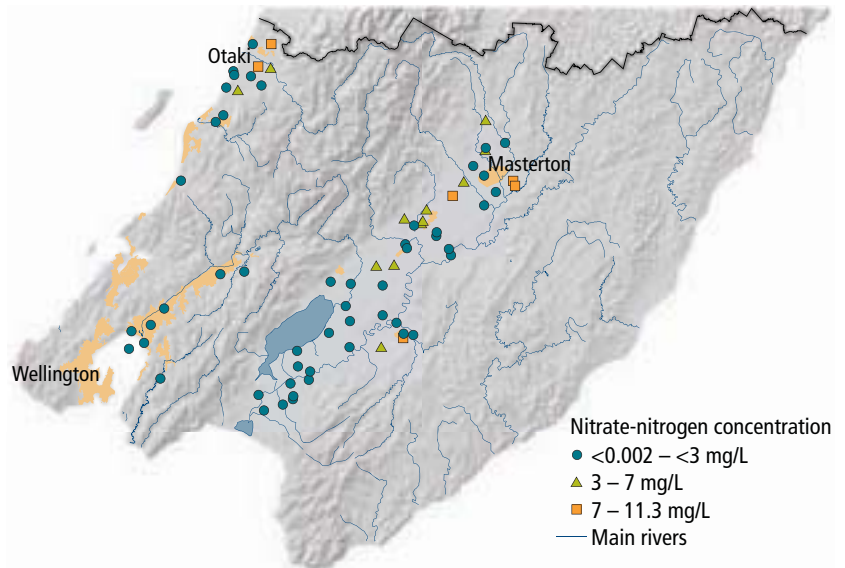 Otaki
Masterton
Wellington
Nitrate-nitrogen concentration
<0.002 – <3 mg/L
3 – 7 mg/L
7 – 11.3 mg/L
Main rivers